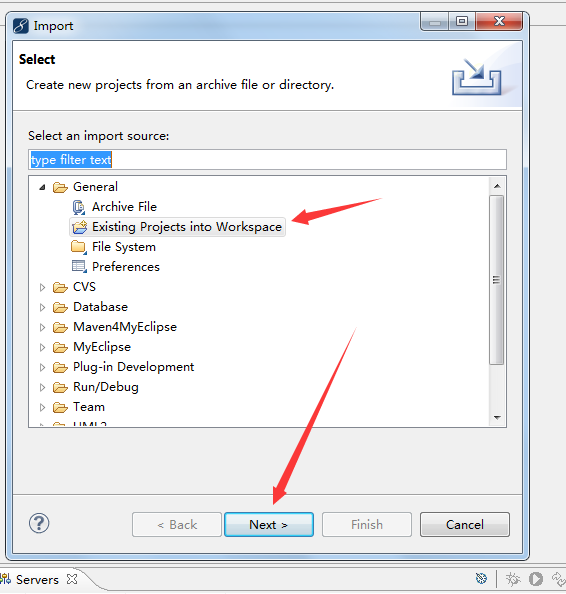 Import
Select
Create new projects from an archive file or directory.
Select an import source:
type filter text
General
Archive File
Existing Projects into Workspace
File System
Preferences
CVS
Database
Maven4MyEclipse
MyEclipse
Plug-in Development
Run/Debug
Team
UML2
< Back
Next >
Finish
Cancel
Servers